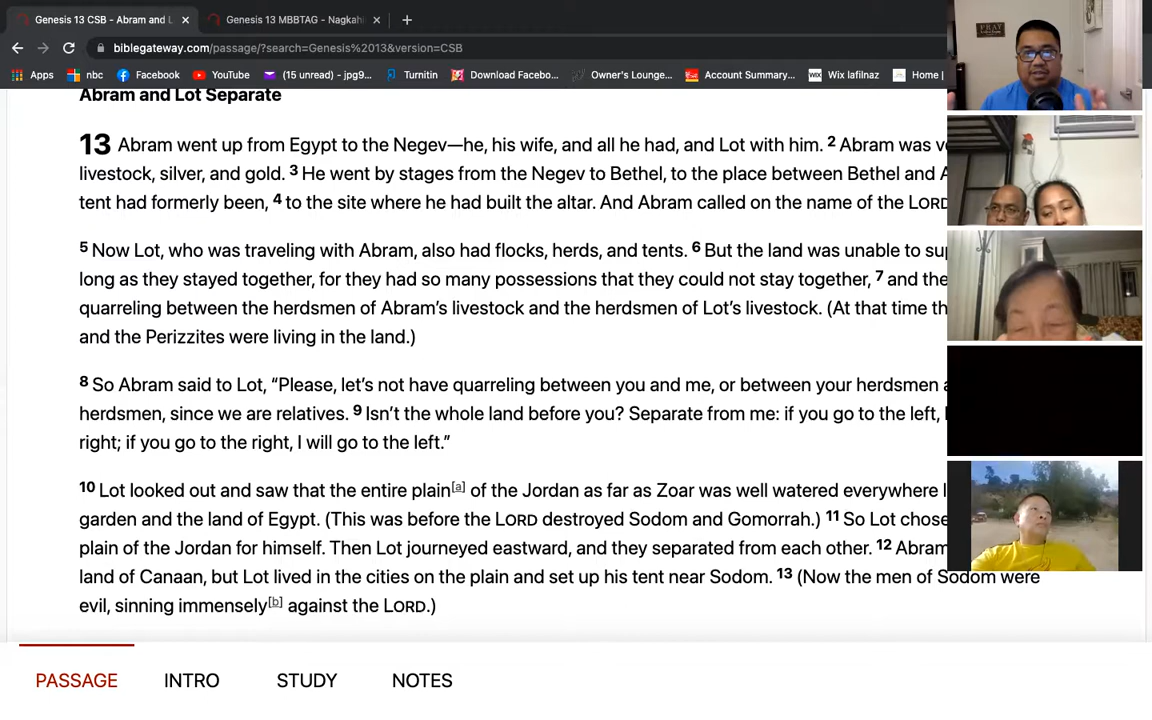 Genesis 13 CSB - Abram and L
Genesis 13 MBBTAG - Nagkahi
biblegateway.com/passage/?search=Genesis%2013&version=CSB
Apps nbc Facebook YouTube (15 unread) - jpg9... Turnitin Download Facebo... Owner's Lounge... Account Summary... WIX Wix lafilnaz Home |
PRAY
Abram and Lot Separate
13 Abram went up from Egypt to the Negev—he, his wife, and all he had, and Lot with him. 2 Abram was
livestock, silver, and gold. 3 He went by stages from the Negev to Bethel, to the place between Bethel and
tent had formerly been, 4 to the site where he had built the altar. And Abram called on the name of the LORD
5 Now Lot, who was traveling with Abram, also had flocks, herds, and tents. 6 But the land was unable to
long as they stayed together, for they had so many possessions that they could not stay together, 7 and
quarreling between the herdsmen of Abram’s livestock and the herdsmen of Lot’s livestock. (At that time
and the Perizzites were living in the land.)
8 So Abram said to Lot, “Please, let’s not have quarreling between you and me, or between your herdsmen
herdsmen, since we are relatives. 9 Isn’t the whole land before you? Separate from me: if you go to the left,
right; if you go to the right, I will go to the left.”
10 Lot looked out and saw that the entire plain[a] of the Jordan as far as Zoar was well watered everywhere
garden and the land of Egypt. (This was before the LORD destroyed Sodom and Gomorrah.) 11 So Lot chose
plain of the Jordan for himself. Then Lot journeyed eastward, and they separated from each other. 12 Abram
land of Canaan, but Lot lived in the cities on the plain and set up his tent near Sodom. 13 (Now the men of Sodom were
evil, sinning immensely[b] against the LORD.)
PASSAGE INTRO STUDY NOTES